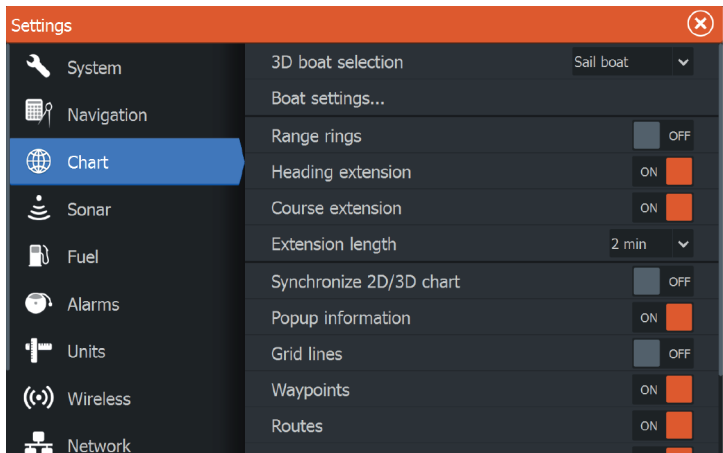 Settings
System
Navigation
Chart
Sonar
Fuel
Alarms
Units
Wireless
Network
3D boat selection Sail boat
Boat settings...
Range rings OFF
Heading extension ON
Course extension ON
Extension length 2 min
Synchronize 2D/3D chart OFF
Popup information ON
Grid lines OFF
Waypoints ON
Routes ON